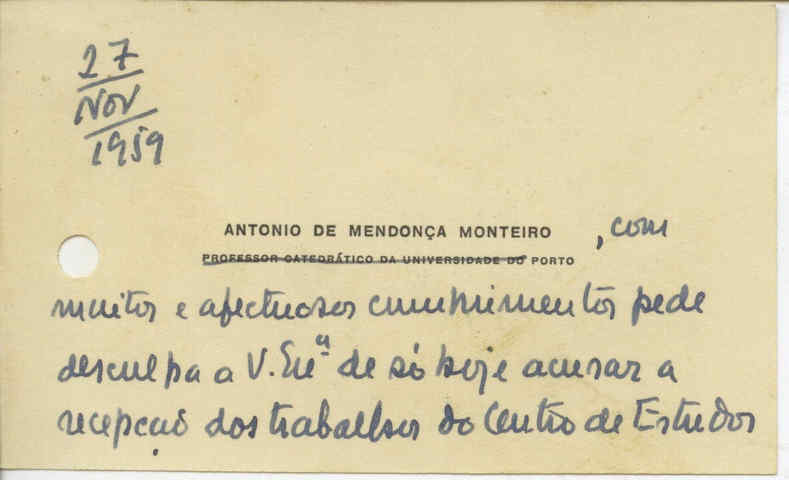 27
Nov
1959
ANTONIO DE MENDONÇA MONTEIRO , com
PROFESSOR CATEDRÁTICO DA UNIVERSIDADE DO PORTO
muitos e afectuosos cumprimentos pede
desculpa a V. Exª de só hoje acusar a
recepção dos trabalhos do Centro de Estudos